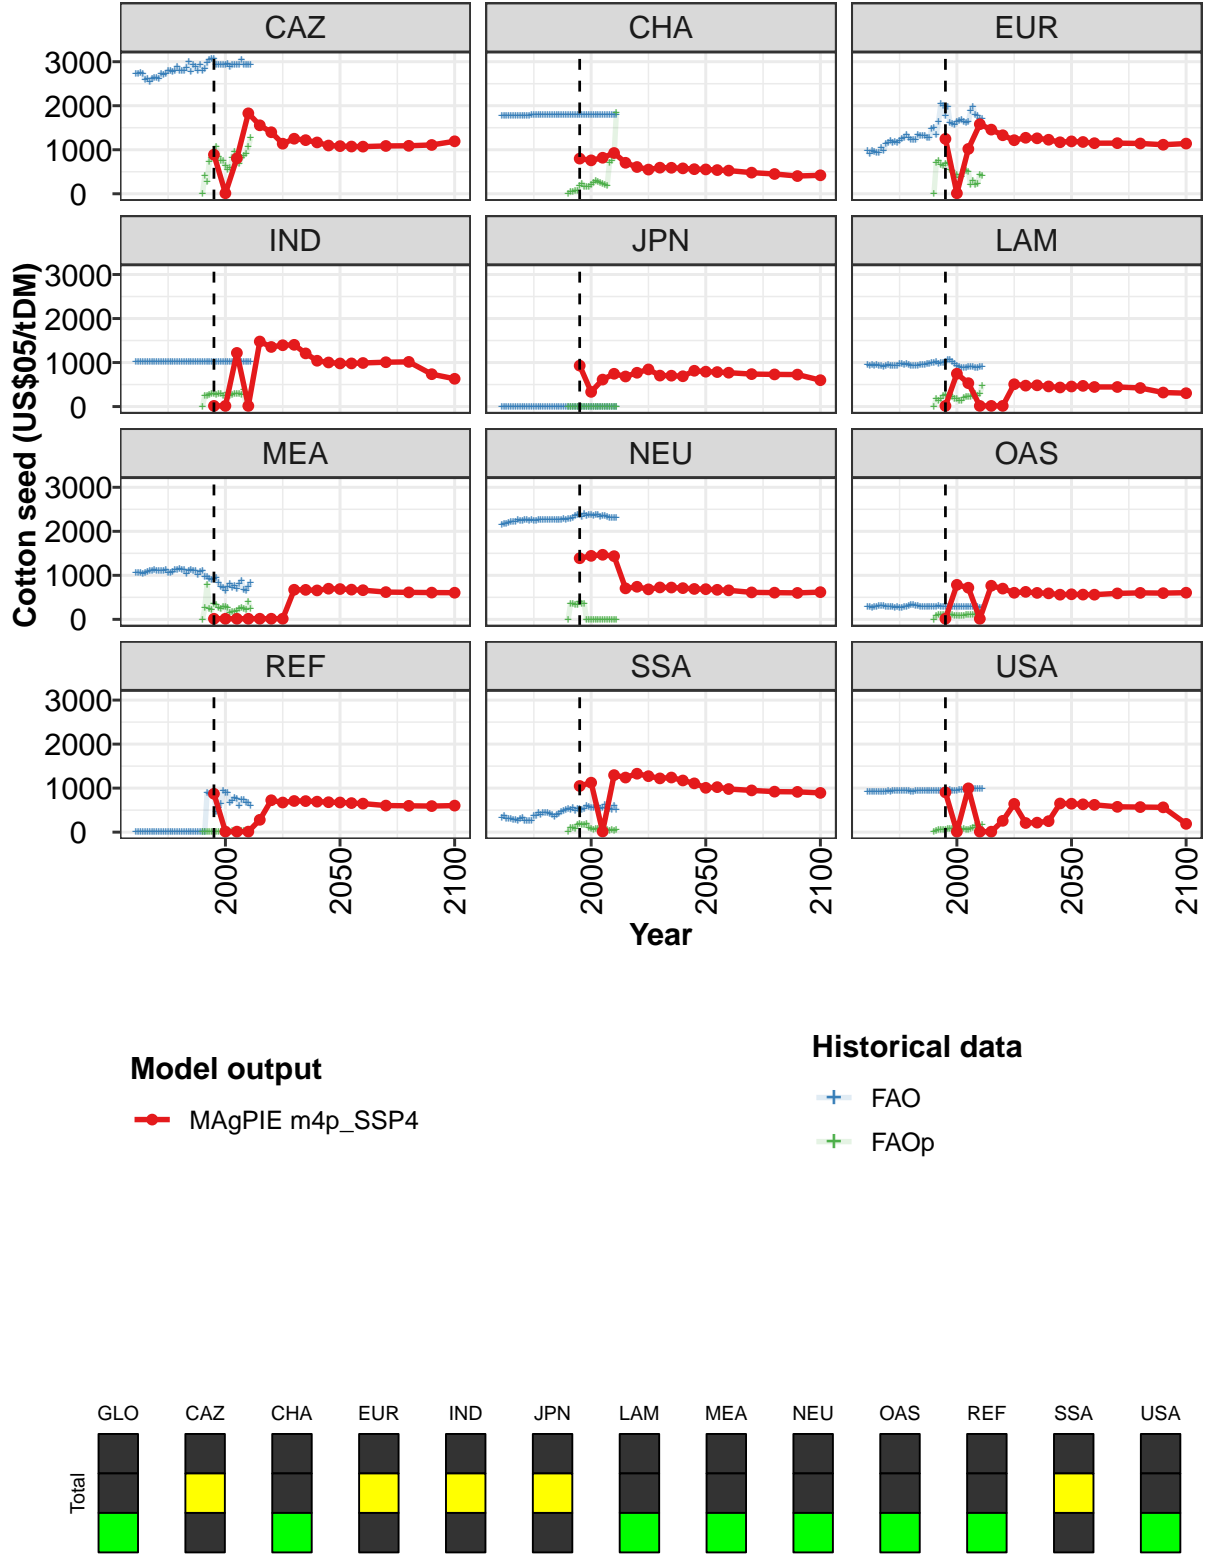 CAZ CHA EUR
3000
2000
1000
0
IND JPN LAM
3000
2000
1000
0
Cotton seed (US$05/tDM)
MEA NEU OAS
3000
2000
1000
0
REF SSA USA
3000
2000
1000
0
2000 2050 2100 2000 2050 2100 2000 2050 2100
Year
Model output
MAgPIE m4p_SSP4
Historical data
FAO
FAOp
GLO CAZ CHA EUR IND JPN LAM MEA NEU OAS REF SSA USA
Total